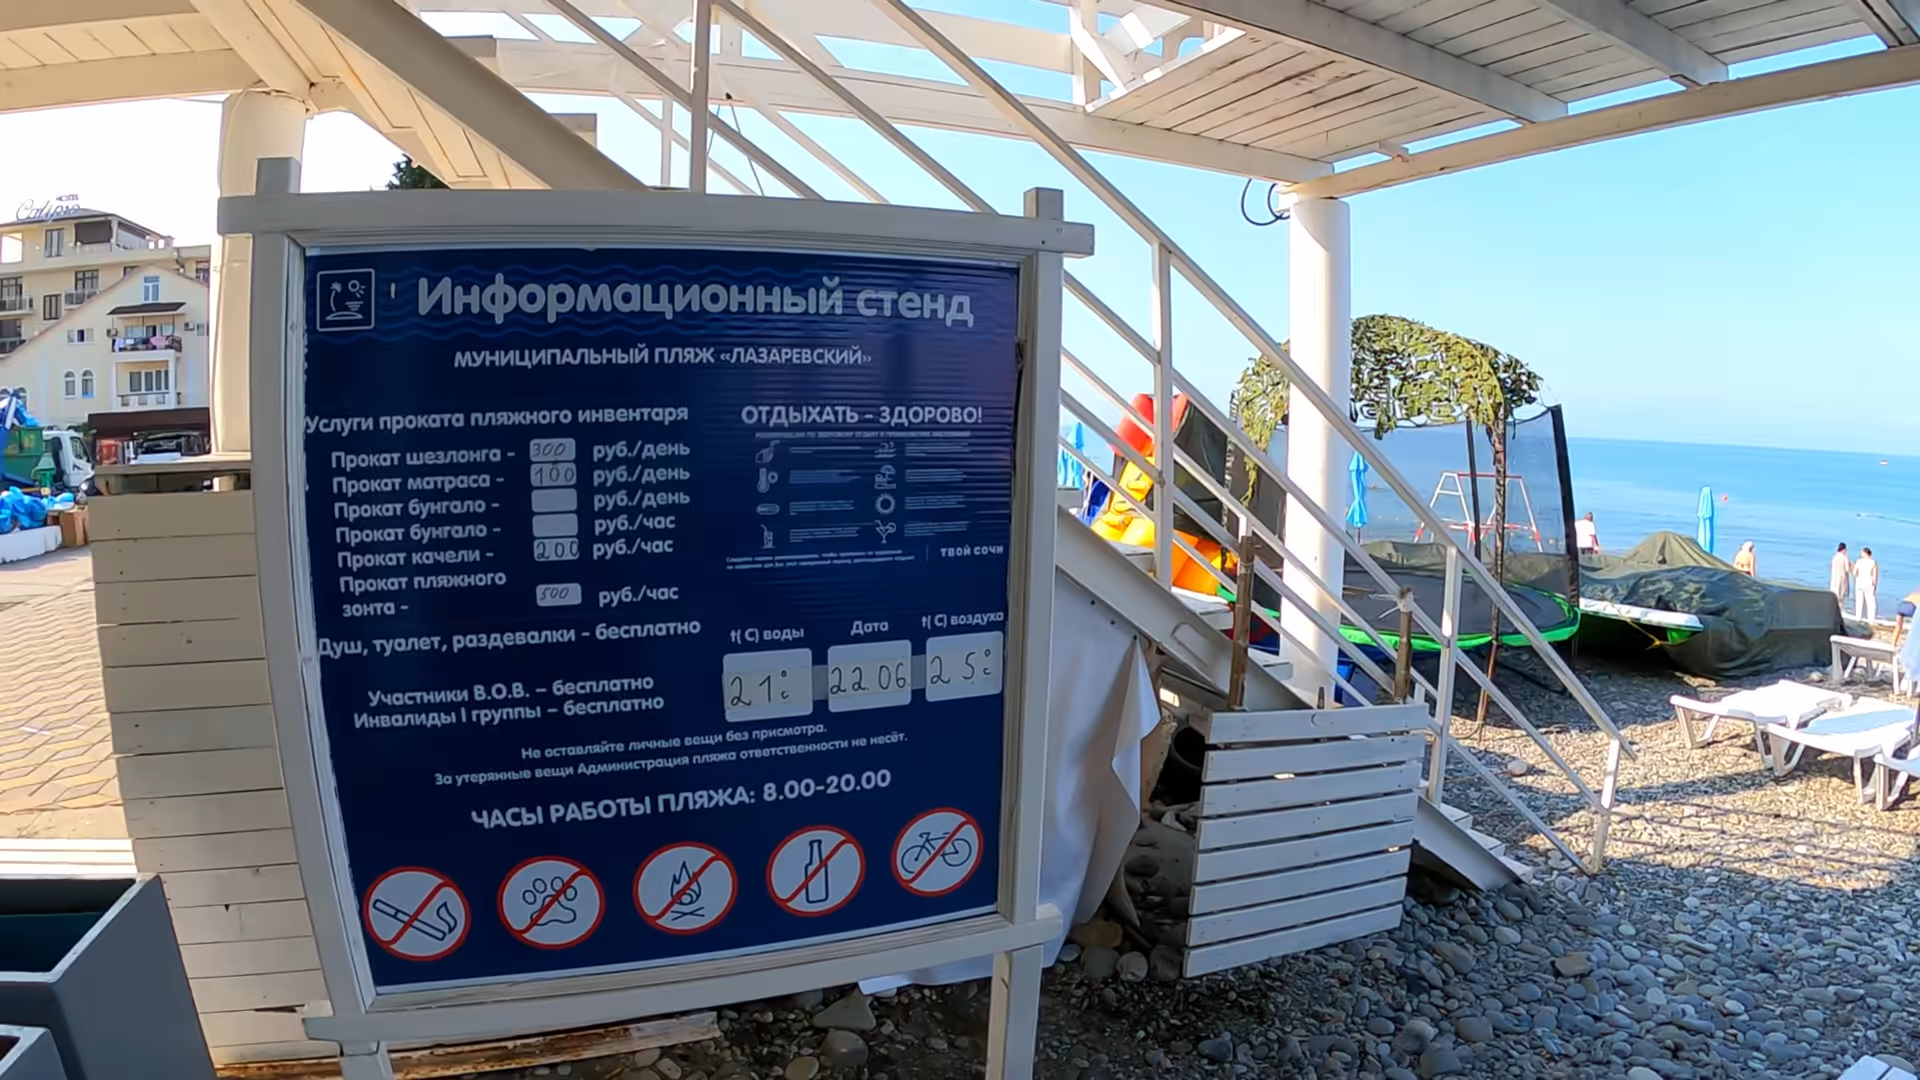 Calipso
Информационный стенд
МУНИЦИПАЛЬНЫЙ ПЛЯЖ «ЛАЗАРЕВСКИЙ»
Услуги проката пляжного инвентаря
Прокат шезлонга - 300 руб./день
Прокат матраса - 100 руб./день
Прокат бунгало - руб./день
Прокат бунгало - руб./час
Прокат качели - 200 руб./час
Прокат пляжного
зонта - 500 руб./час
Душ, туалет, раздевалки - бесплатно
Участники В.О.В. – бесплатно
Инвалиды I группы – бесплатно
ОТДЫХАТЬ – ЗДОРОВО!
ТВОЙ СОЧИ
t( C) воды Дата t( C) воздуха
21° с 22 06 25° с
Не оставляйте личные вещи без присмотра.
За утерянные вещи Администрация пляжа ответственности не несёт.
ЧАСЫ РАБОТЫ ПЛЯЖА: 8.00-20.00